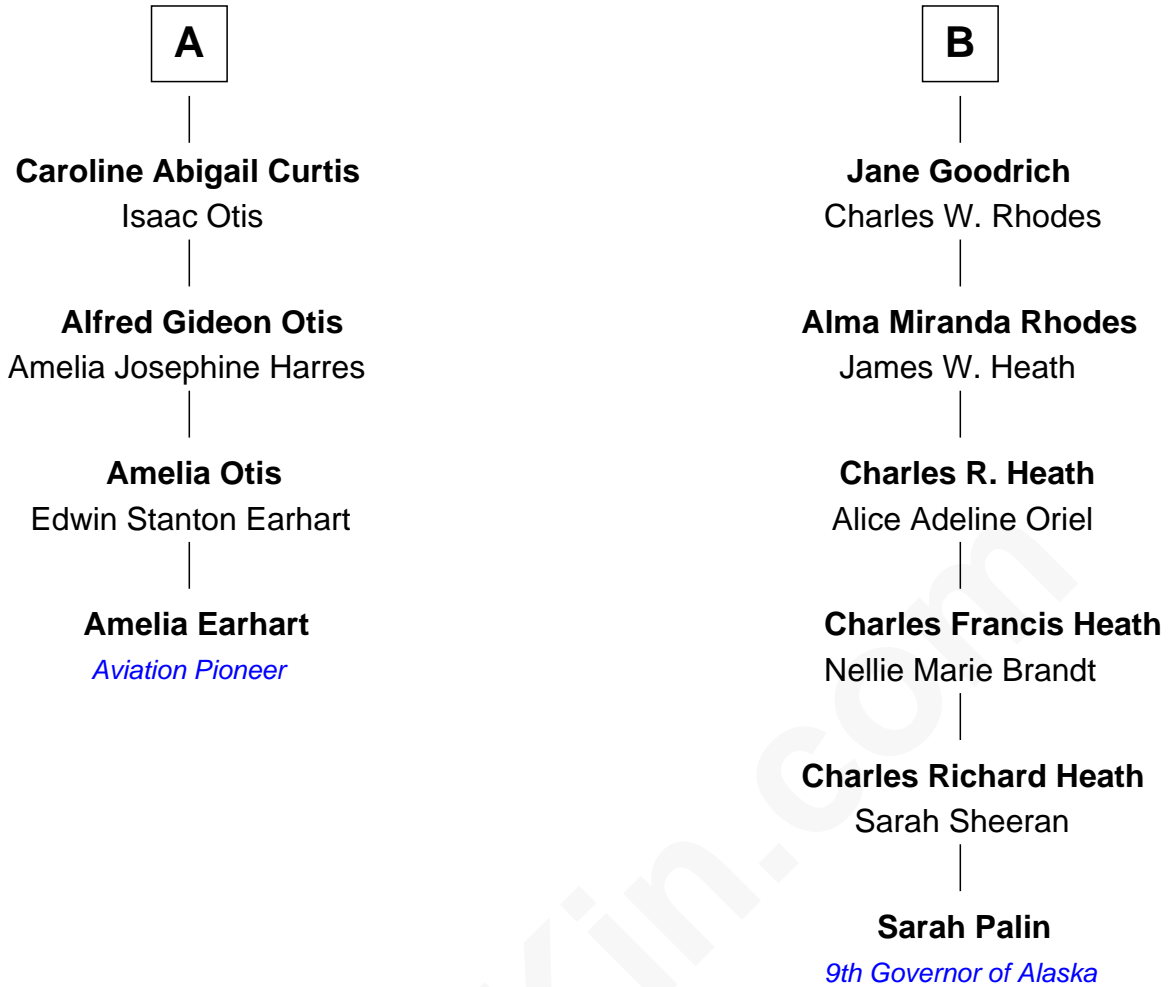 A
Caroline Abigail Curtis
Isaac Otis
Alfred Gideon Otis
Amelia Josephine Harres
Amelia Otis
Edwin Stanton Earhart
Amelia Earhart
Aviation Pioneer
B
Jane Goodrich
Charles W. Rhodes
Alma Miranda Rhodes
James W. Heath
Charles R. Heath
Alice Adeline Oriel
Charles Francis Heath
Nellie Marie Brandt
Charles Richard Heath
Sarah Sheeran
Sarah Palin
9th Governor of Alaska
Kin.com